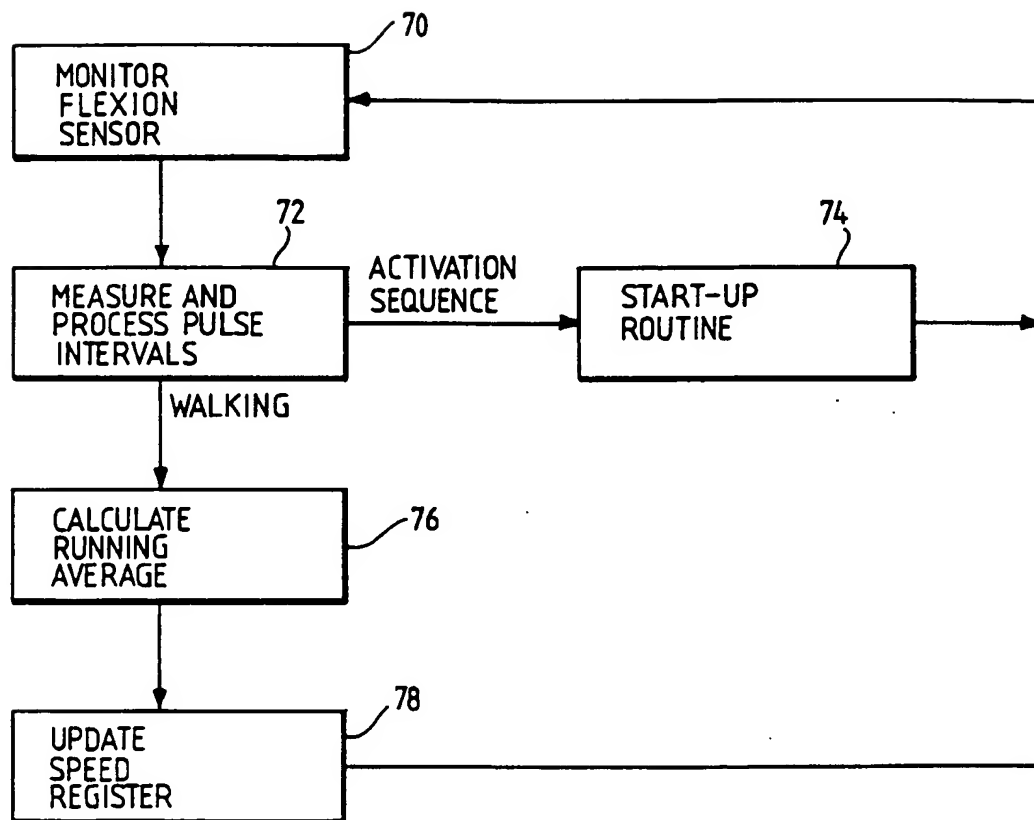 70
MONITOR
FLEXION
SENSOR
72
MEASURE AND
PROCESS PULSE
INTERVALS
ACTIVATION
SEQUENCE
74
START-UP
ROUTINE
WALKING
76
CALCULATE
RUNNING
AVERAGE
78
UPDATE
SPEED
REGISTER